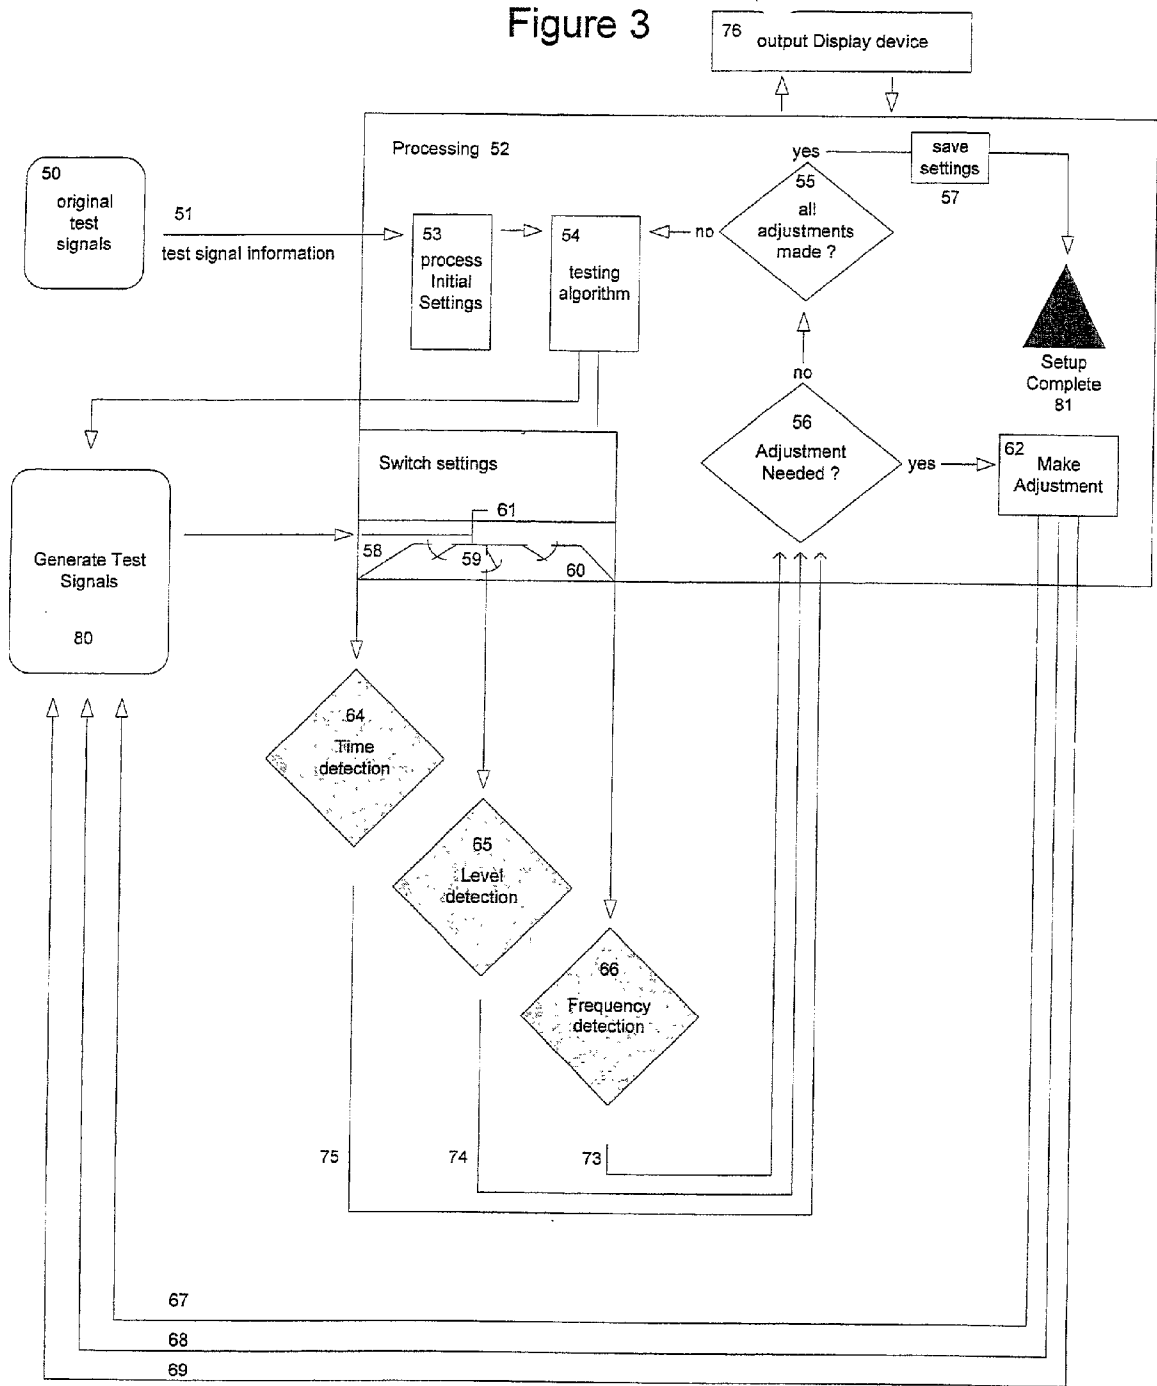 Figure 3
76 output Display device
Processing 52
50
original
test
signals
51
test signal information
53
process
Initial
Settings
54
testing
algorithm
no
55
all
adjustments
made ?
yes
save
settings
57
Setup
Complete
81
no
56
Adjustment
Needed ?
yes
62
Make
Adjustment
Switch settings
61
58
59
60
Generate Test
Signals
80
64
Time
detection
65
Level
detection
66
Frequency
detection
75
74
73
67
68
69